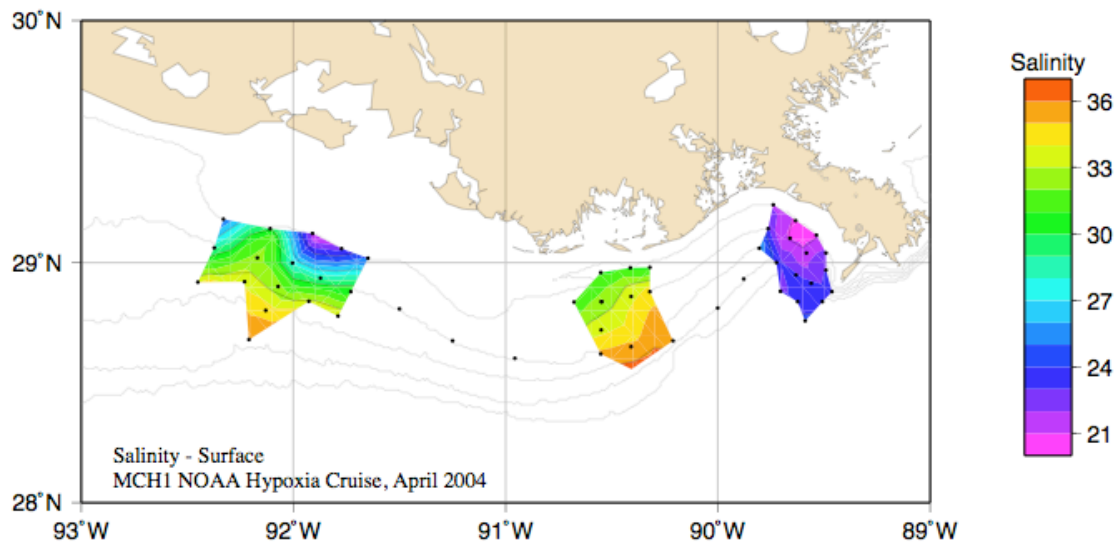 30˚N
Salinity
36
33
30
29˚N
27
24
21
Salinity - Surface
MCH1 NOAA Hypoxia Cruise, April 2004
28˚N
93˚W 92˚W 91˚W 90˚W 89˚W